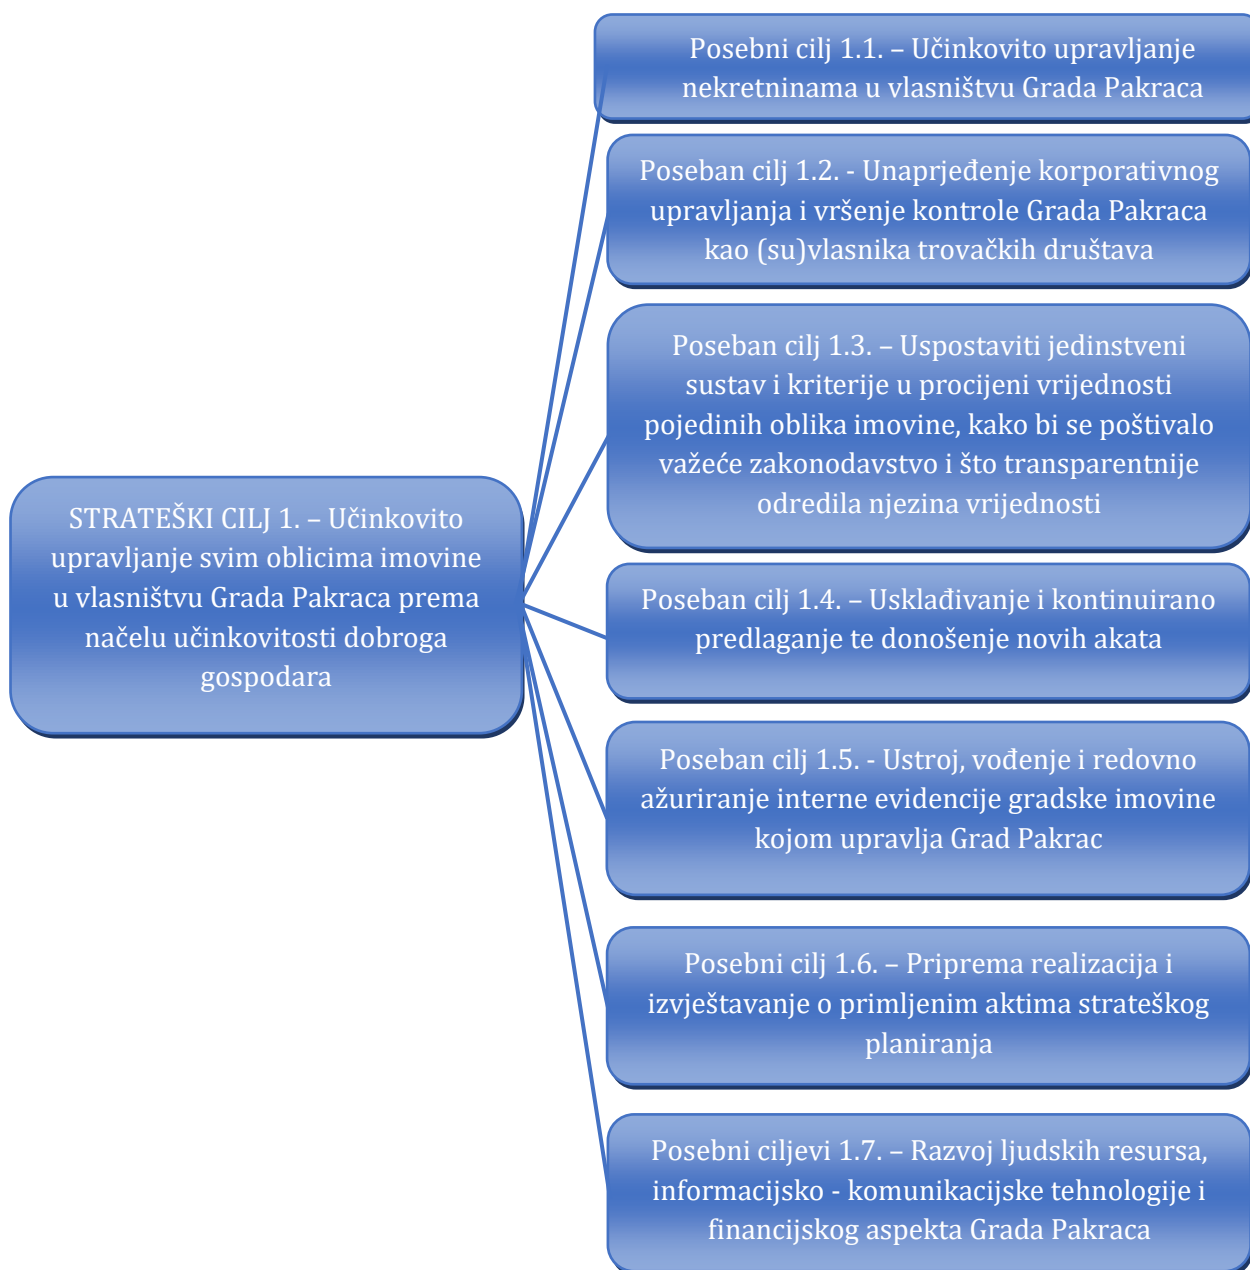 Posebni cilj 1.1. – Učinkovito upravljanje
nekretninama u vlasništvu Grada Pakraca
Poseban cilj 1.2. - Unaprjeđenje korporativnog
upravljanja i vršenje kontrole Grada Pakraca
kao (su)vlasnika trovačkih društava
Poseban cilj 1.3. – Uspostaviti jedinstveni
sustav i kriterije u procijeni vrijednosti
pojedinih oblika imovine, kako bi se poštivalo
važeće zakonodavstvo i što transparentnije
odredila njezina vrijednosti
STRATEŠKI CILJ 1. – Učinkovito
upravljanje svim oblicima imovine
u vlasništvu Grada Pakraca prema
načelu učinkovitosti dobroga
gospodara
Poseban cilj 1.4. – Usklađivanje i kontinuirano
predlaganje te donošenje novih akata
Poseban cilj 1.5. - Ustroj, vođenje i redovno
ažuriranje interne evidencije gradske imovine
kojom upravlja Grad Pakrac
Posebni cilj 1.6. – Priprema realizacija i
izvještavanje o primljenim aktima strateškog
planiranja
Posebni ciljevi 1.7. – Razvoj ljudskih resursa,
informacijsko - komunikacijske tehnologije i
financijskog aspekta Grada Pakraca